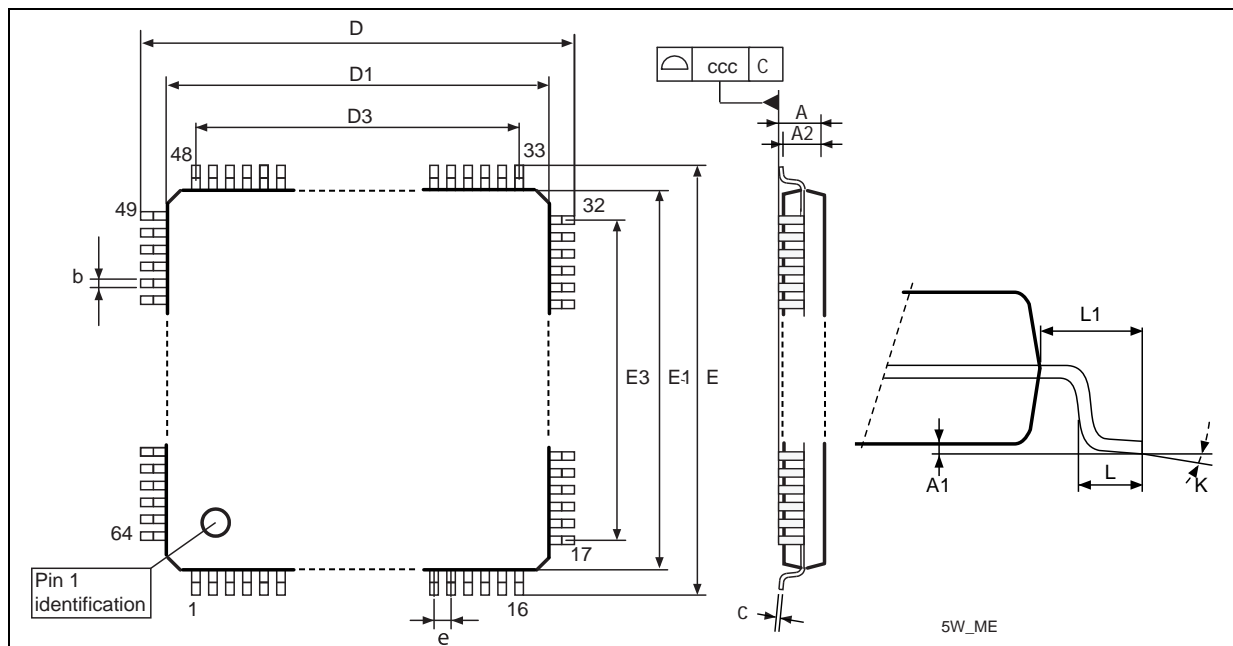 D
D1
D3
ccc C
A
A2
48
33
49
32
b
L1
E3 E1 E
A1
L
K
64
17
Pin 1
identification
1
16
e
C
5W_ME